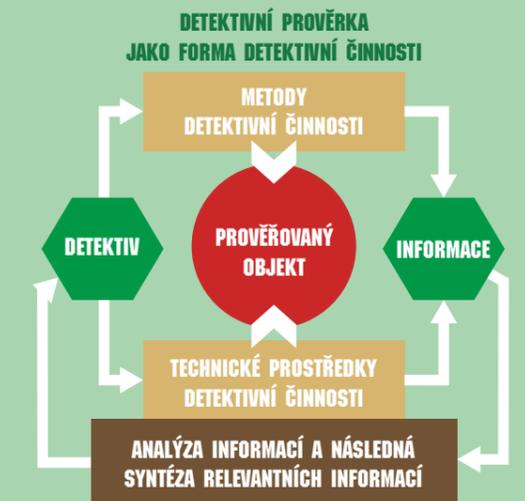 DETEKTIVNÍ PROVĚRKA
JAKO FORMA DETEKTIVNÍ ČINNOSTI
METODY
DETEKTIVNÍ ČINNOSTI
DETEKTIV
PROVĚŘOVANÝ
OBJEKT
INFORMACE
TECHNICKÉ PROSTŘEDKY
DETEKTIVNÍ ČINNOSTI
ANALÝZA INFORMACÍ A NÁSLEDNÁ
SYNTÉZA RELEVANTNÍCH INFORMACÍ